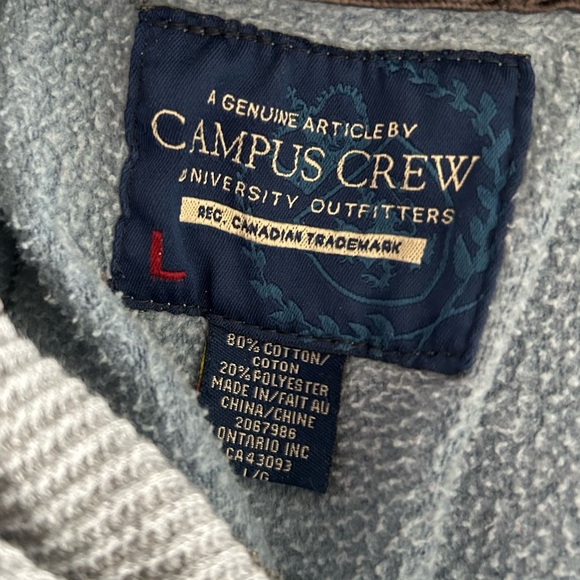 A GENUINE ARTICLE BY
CAMPUS CREW
UNIVERSITY OUTFITTERS
REG. CANADIAN TRADEMARK
L
80% COTTON/
COTON
20% POLYESTER
MADE IN/FAIT AU
CHINA/CHINE
2067986
ONTARIO INC
CA43093
L/G